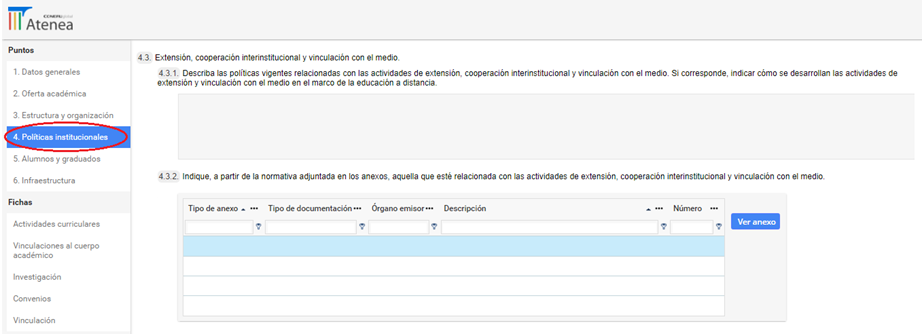 CONEAU Global
Atenea
Puntos
1. Datos generales
2. Oferta académica
3. Estructura y organización
4. Políticas institucionales
5. Alumnos y graduados
6. Infraestructura
Fichas
Actividades curriculares
Vinculaciones al cuerpo
académico
Investigación
Convenios
Vinculación
4.3. Extensión, cooperación interinstitucional y vinculación con el medio.
4.3.1. Describa las políticas vigentes relacionadas con las actividades de extensión, cooperación interinstitucional y vinculación con el medio. Si corresponde, indicar cómo se desarrollan las actividades de
extensión y vinculación con el medio en el marco de la educación a distancia.
4.3.2. Indique, a partir de la normativa adjuntada en los anexos, aquella que esté relacionada con las actividades de extensión, cooperación interinstitucional y vinculación con el medio.
Tipo de anexo ••• Tipo de documentación ••• Órgano emisor ••• Descripción ••• Número •••
Ver anexo